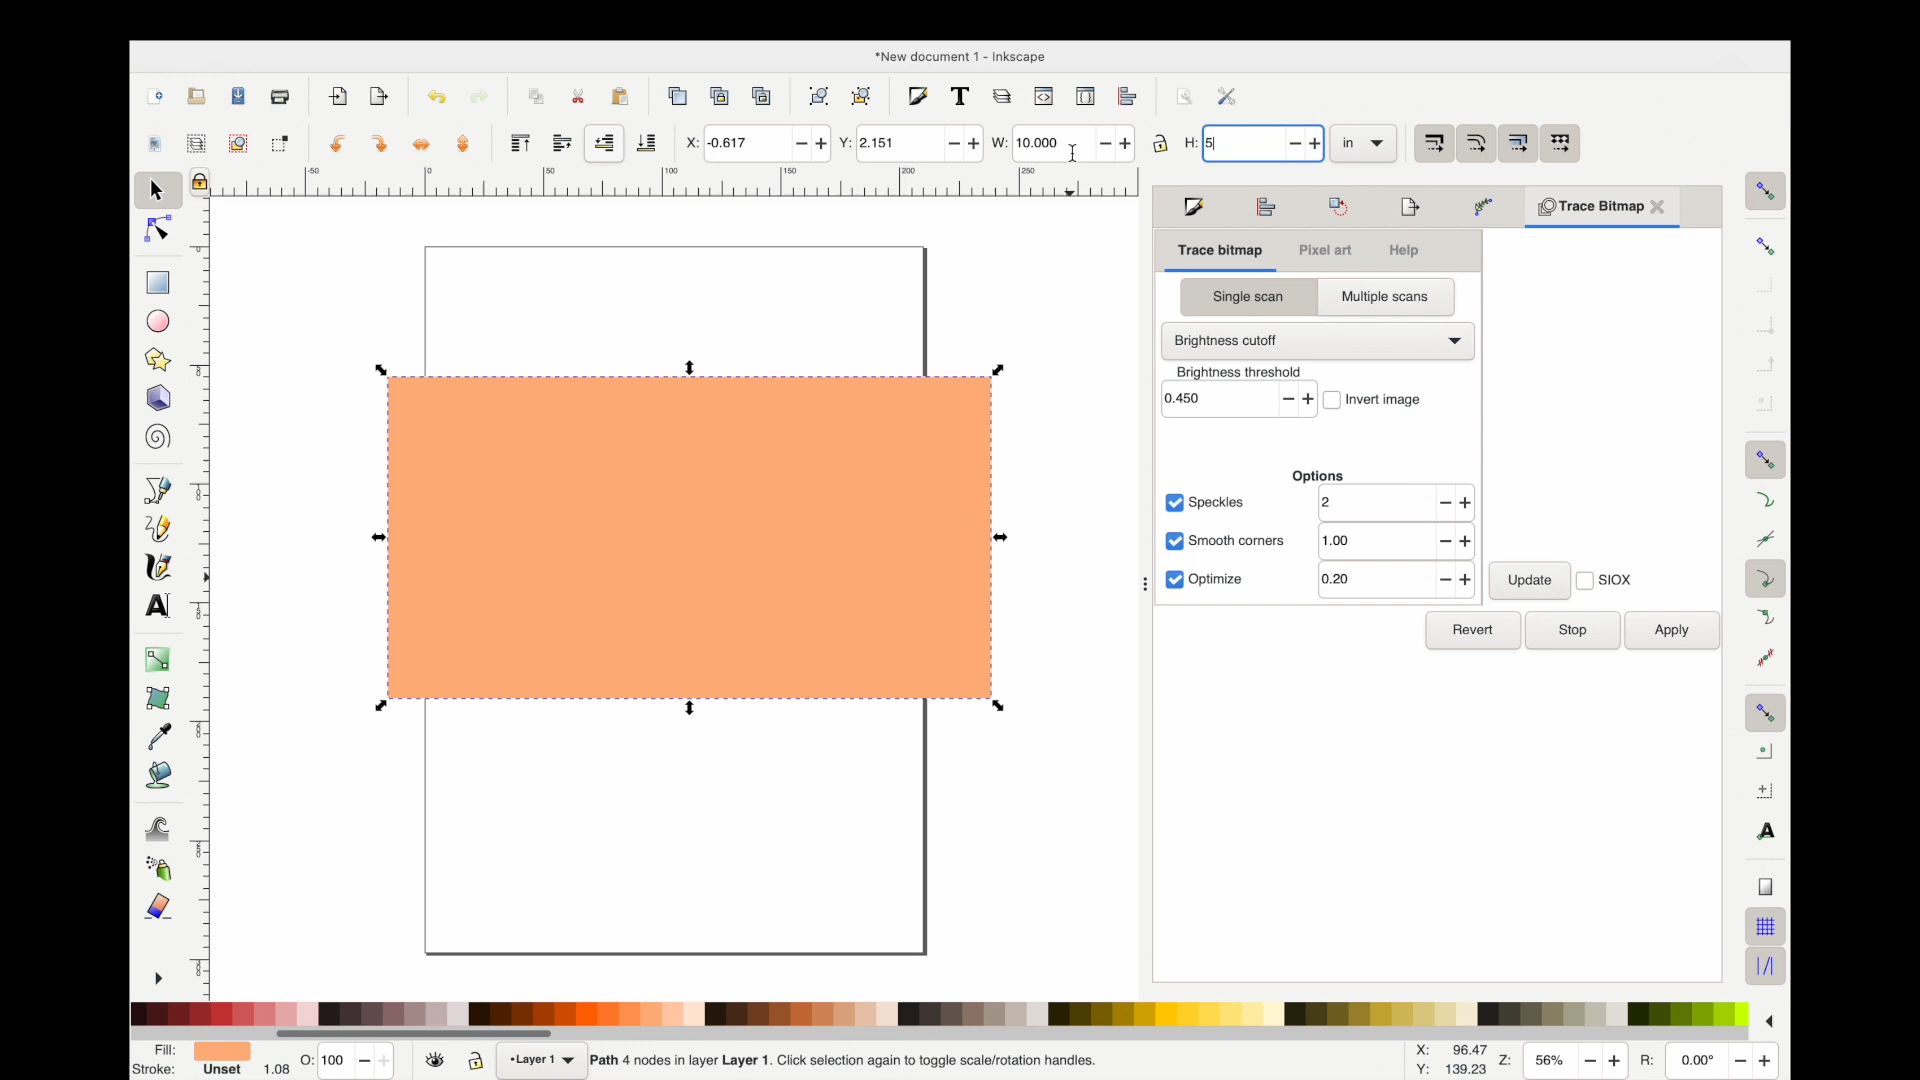 *New document 1 - Inkscape
X: -0.617 Y: 2.151 W: 10.000 H: 5 in
-50 0 50 100 150 200 250
Trace Bitmap
Trace bitmap Pixel art Help
Single scan Multiple scans
Brightness cutoff
Brightness threshold
0.450 Invert image
Options
Speckles 2
Smooth corners 1.00
Optimize 0.20 Update SIOX
Revert Stop Apply
Fill: O: 100 •Layer 1 Path 4 nodes in layer Layer 1. Click selection again to toggle scale/rotation handles. X: 96.47 Z: 56% R: 0.00°
Stroke: Unset 1.08 Y: 139.23